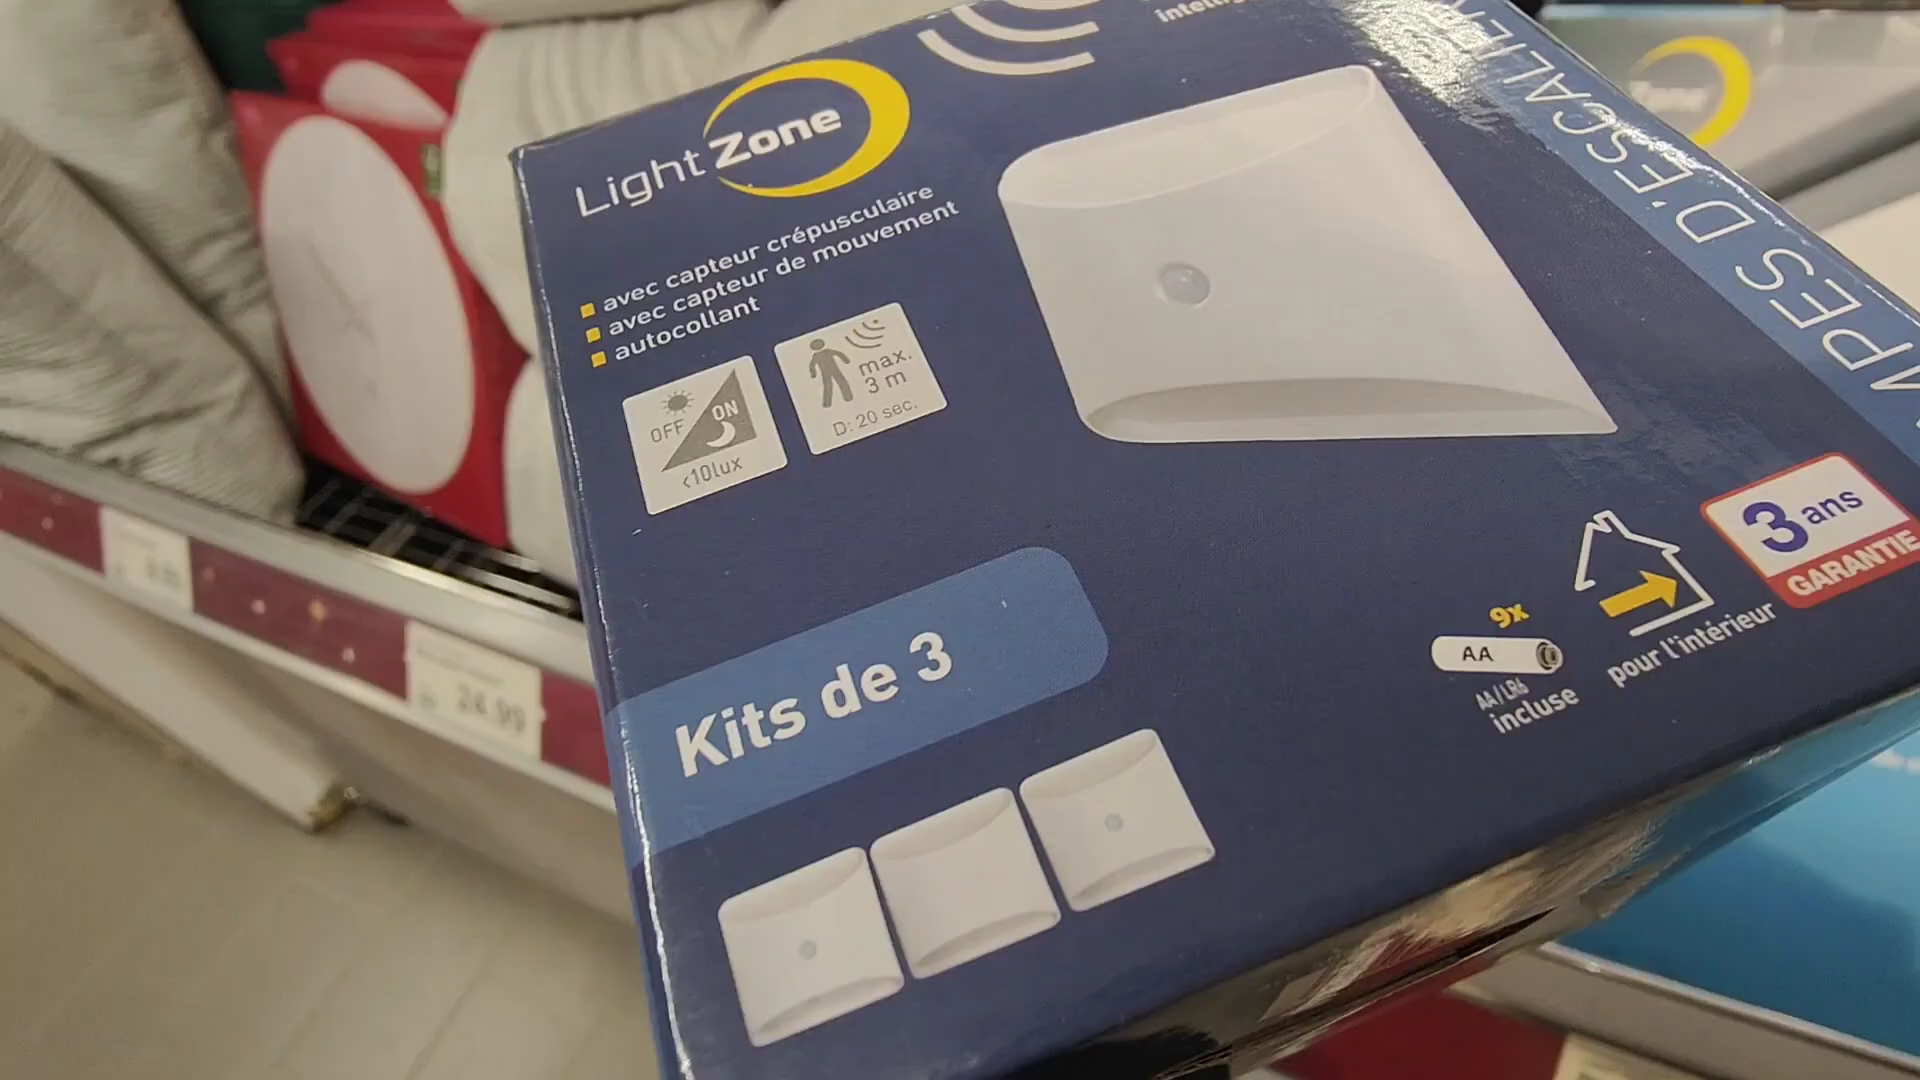 Light Zone
avec capteur crépusculaire
avec capteur de mouvement
autocollant
OFF ON
<10lux
max.
3 m
D: 20 sec.
D'ESCALIER
Kits de 3
9x
AA
AA/LR6
incluse
pour l'intérieur
3 ans
GARANTIE
24.99
Zone